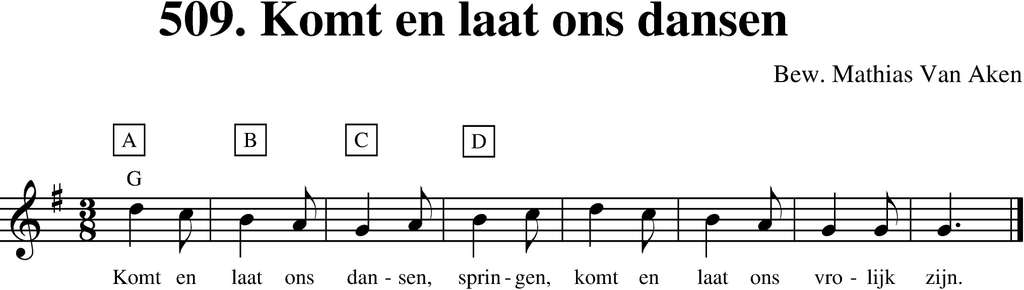 509. Komt en laat ons dansen
Bew. Mathias Van Aken
A B C D
G
3
8
Komt en laat ons dan - sen, sprin - gen, komt en laat ons vro - lijk zijn.